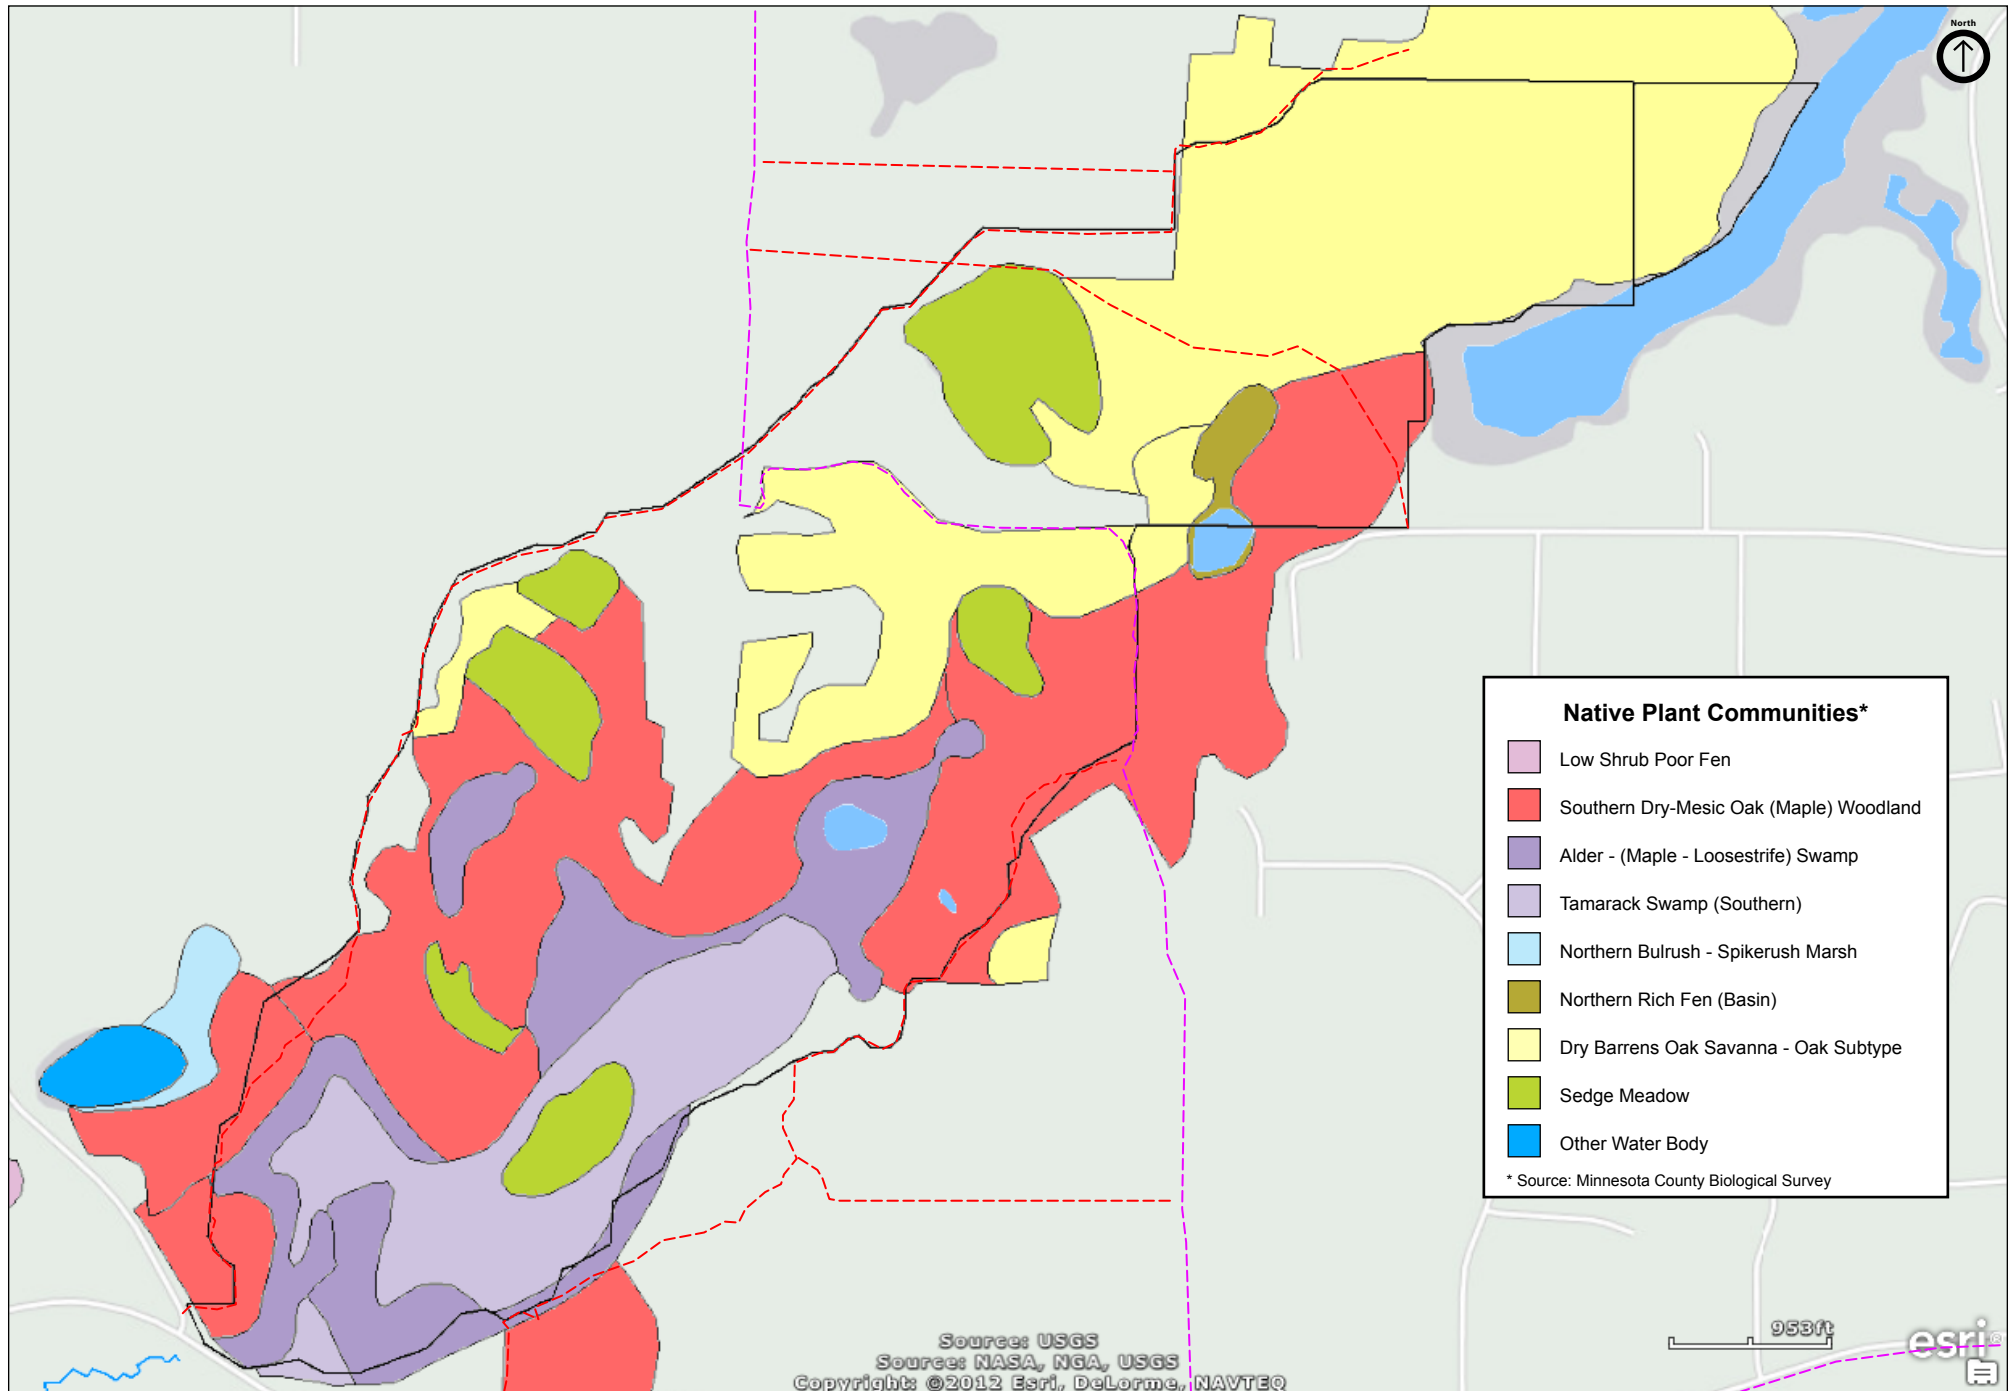 North
Native Plant Communities*
Low Shrub Poor Fen
Southern Dry-Mesic Oak (Maple) Woodland
Alder - (Maple - Loosestrife) Swamp
Tamarack Swamp (Southern)
Northern Bulrush - Spikerush Marsh
Northern Rich Fen (Basin)
Dry Barrens Oak Savanna - Oak Subtype
Sedge Meadow
Other Water Body
* Source: Minnesota County Biological Survey
953ft
esri®
Source: USGS
Source: NASA, NGA, USGS
Copyright: ©2012 Esri, DeLorme, NAVTEQ